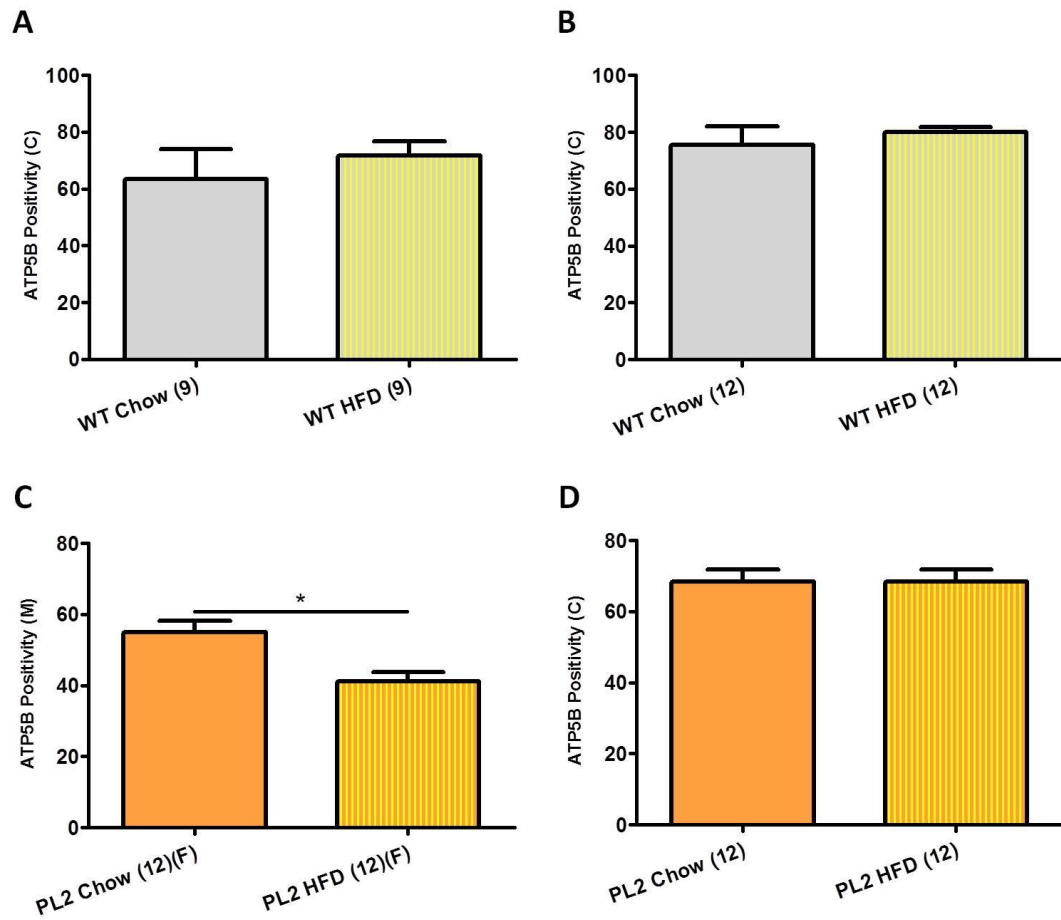 A
ATP5B Positivity (C)
100
80
60
40
20
0
WT Chow (9)
WT HFD (9)
B
ATP5B Positivity (C)
100
80
60
40
20
0
WT Chow (12)
WT HFD (12)
C
ATP5B Positivity (M)
80
60
40
20
0
*
PL2 Chow (12)(F)
PL2 HFD (12)(F)
D
ATP5B Positivity (C)
80
60
40
20
0
PL2 Chow (12)
PL2 HFD (12)